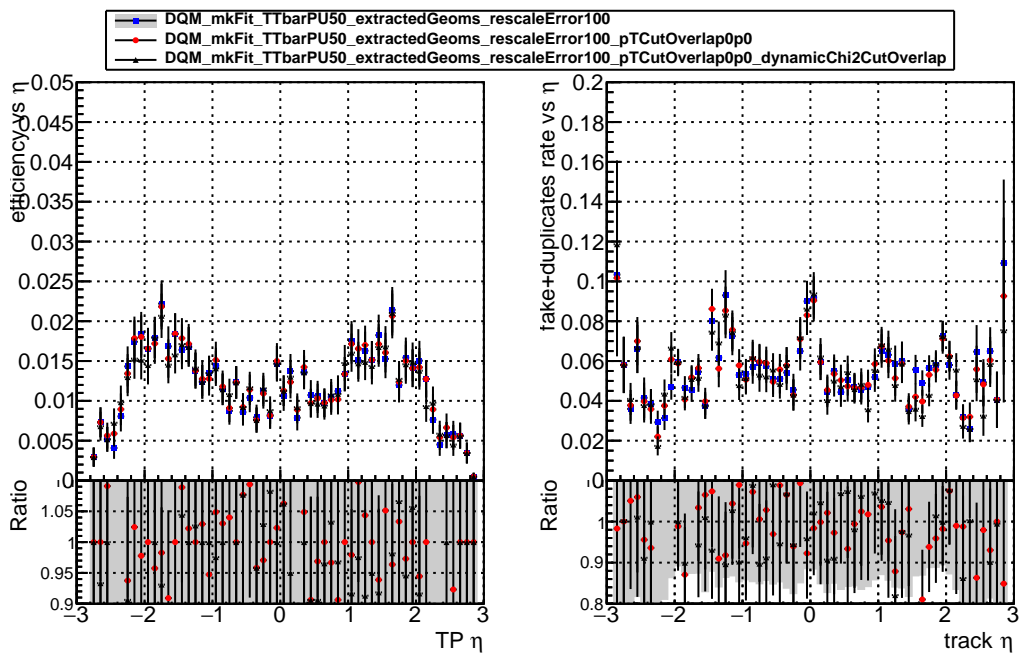 DQM_mkFit_TTbarPU50_extractedGeoms_rescaleError100
DQM_mkFit_TTbarPU50_extractedGeoms_rescaleError100_pTCutOverlap0p0
DQM_mkFit_TTbarPU50_extractedGeoms_rescaleError100_pTCutOverlap0p0_dynamicChi2CutOverlap
efficiency vs η
0.05
0.045
0.04
0.035
0.03
0.025
0.02
0.015
0.01
0.005
0
Ratio
1.05
1
0.95
0.9
−3 −2 −1 0 1 2 3
TP η
fake+duplicates rate vs η
0.2
0.18
0.16
0.14
0.12
0.1
0.08
0.06
0.04
0.02
0
Ratio
1
0.9
0.8
−3 −2 −1 0 1 2 3
track η